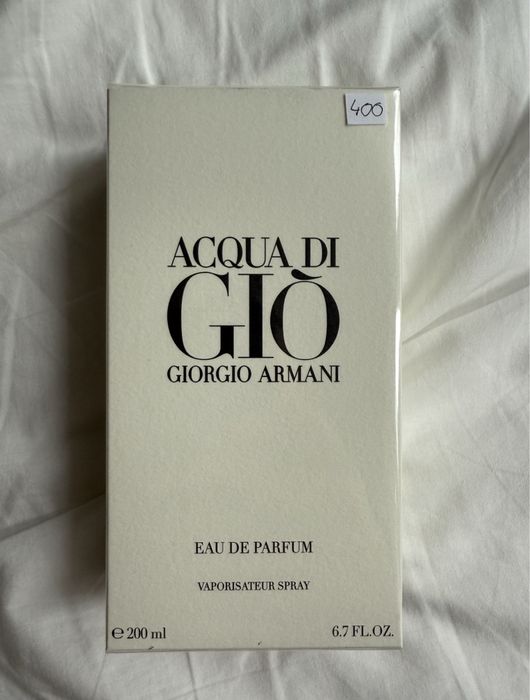 400
ACQUA DI
GIÒ
GIORGIO ARMANI
EAU DE PARFUM
VAPORISATEUR SPRAY
℮ 200 ml 6.7 FL.OZ.